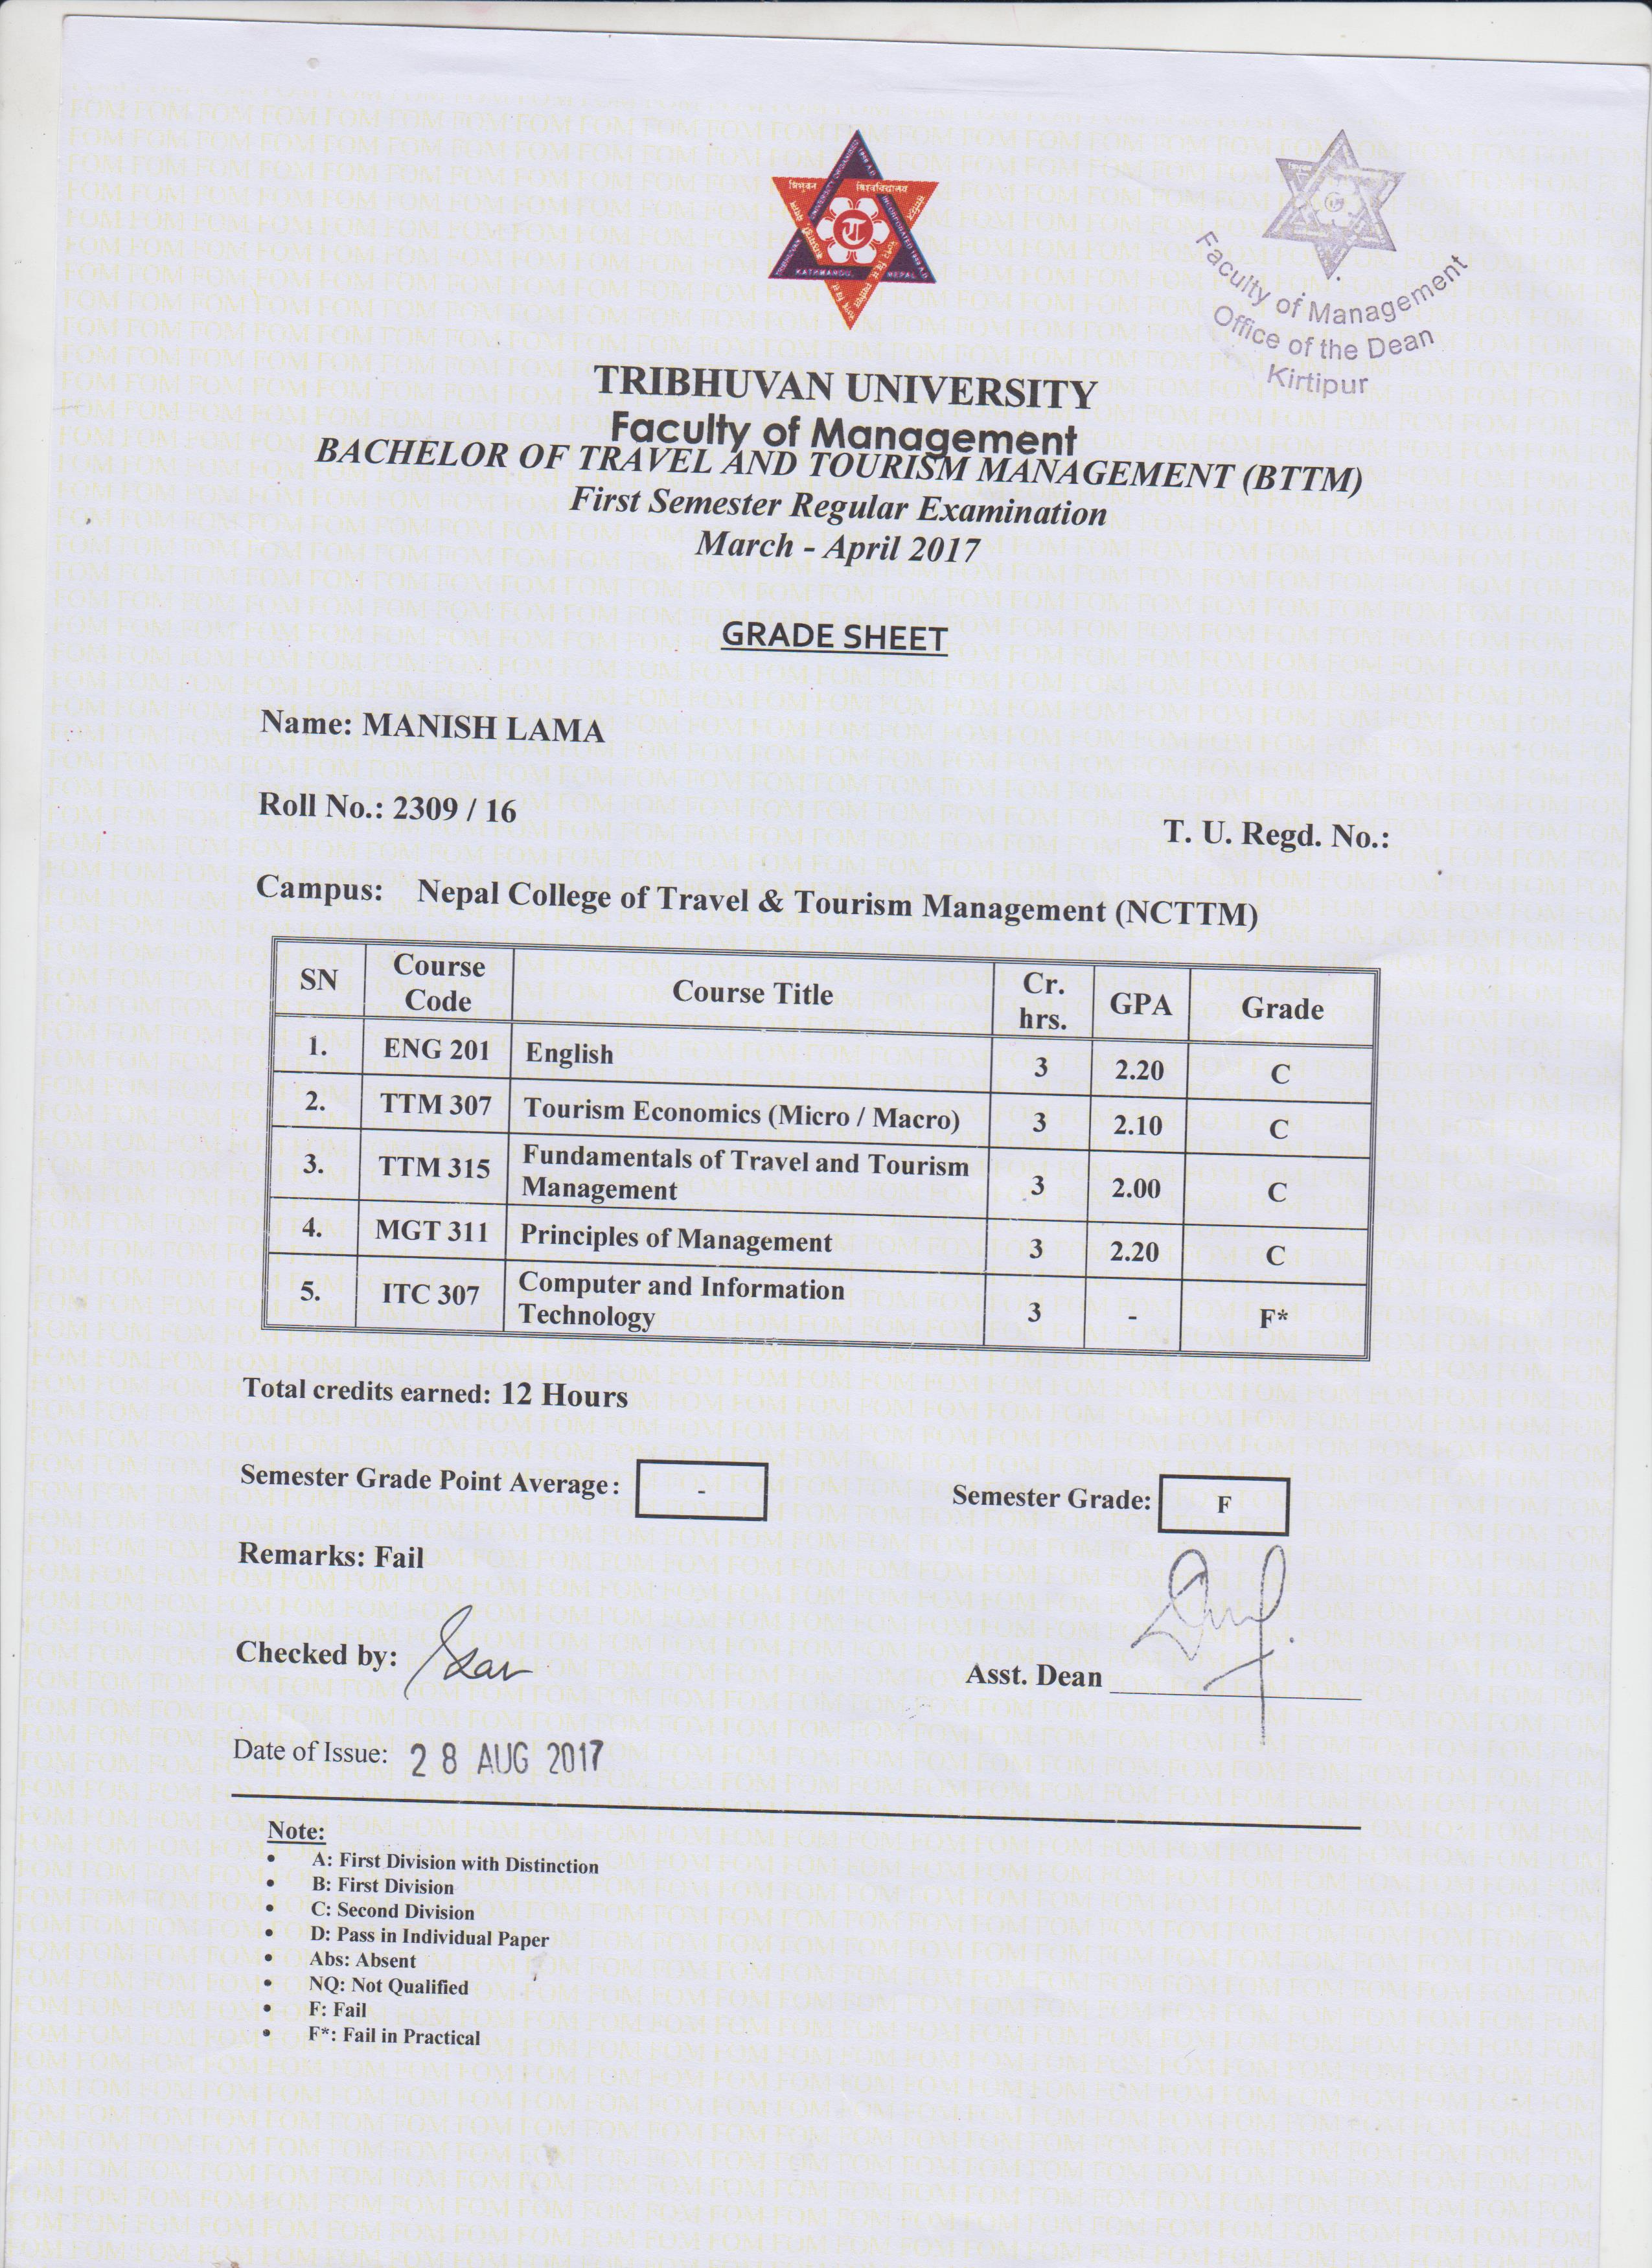 त्रिभुवन विश्वविद्यालय
KATHMANDU, NEPAL
Faculty of Management
Office of the Dean
Kirtipur
TRIBHUVAN UNIVERSITY
Faculty of Management
BACHELOR OF TRAVEL AND TOURISM MANAGEMENT (BTTM)
First Semester Regular Examination
March - April 2017
GRADE SHEET
Name: MANISH LAMA
Roll No.: 2309 / 16
T. U. Regd. No.:
Campus: Nepal College of Travel & Tourism Management (NCTTM)
SN Course Code Course Title Cr. hrs. GPA Grade
1. ENG 201 English 3 2.20 C
2. TTM 307 Tourism Economics (Micro / Macro) 3 2.10 C
3. TTM 315 Fundamentals of Travel and Tourism Management 3 2.00 C
4. MGT 311 Principles of Management 3 2.20 C
5. ITC 307 Computer and Information Technology 3 - F*
Total credits earned: 12 Hours
Semester Grade Point Average: -
Semester Grade: F
Remarks: Fail
Checked by:
Asst. Dean
Date of Issue: 28 AUG 2017
Note:
• A: First Division with Distinction
• B: First Division
• C: Second Division
• D: Pass in Individual Paper
• Abs: Absent
• NQ: Not Qualified
• F: Fail
• F*: Fail in Practical